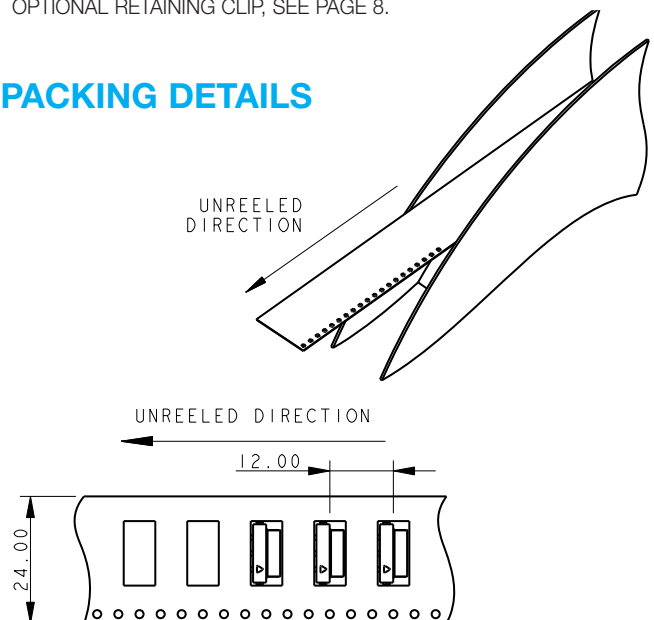 OPTIONAL RETAINING CLIP, SEE PAGE 8.
PACKING DETAILS
UNREELED
DIRECTION
UNREELED DIRECTION
12.00
24.00